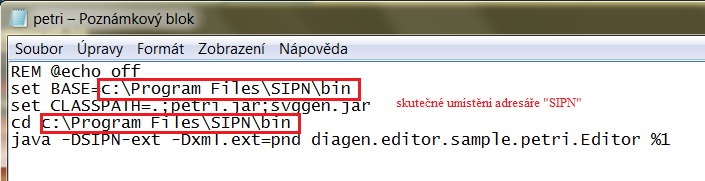 petri – Poznámkový blok
Soubor Úpravy Formát Zobrazení Nápověda
REM @echo off
set BASE=c:\Program Files\SIPN\bin
set CLASSPATH=.;petri.jar;svggen.jar
skutečné umistěni adresáře "SIPN"
cd c:\Program Files\SIPN\bin
java -DSIPN-ext -Dxml.ext=pnd diagen.editor.sample.petri.Editor %1